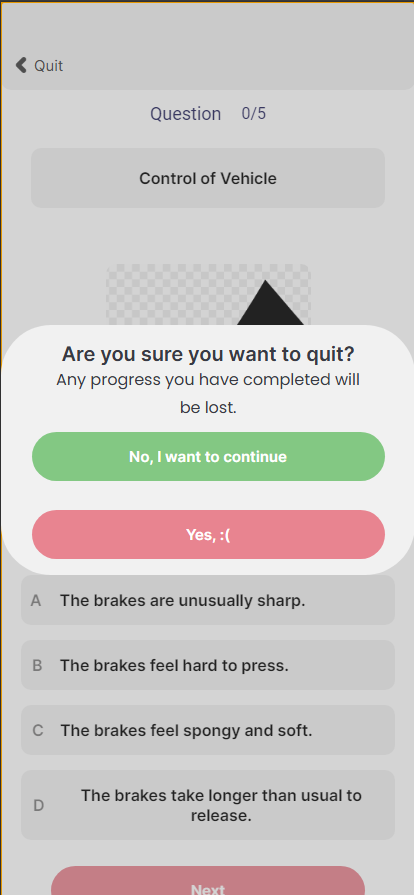 Quit
Question 0/5
Control of Vehicle
Are you sure you want to quit?
Any progress you have completed will
be lost.
No, I want to continue
Yes, :(
A The brakes are unusually sharp.
B The brakes feel hard to press.
C The brakes feel spongy and soft.
D The brakes take longer than usual to
release.
Next